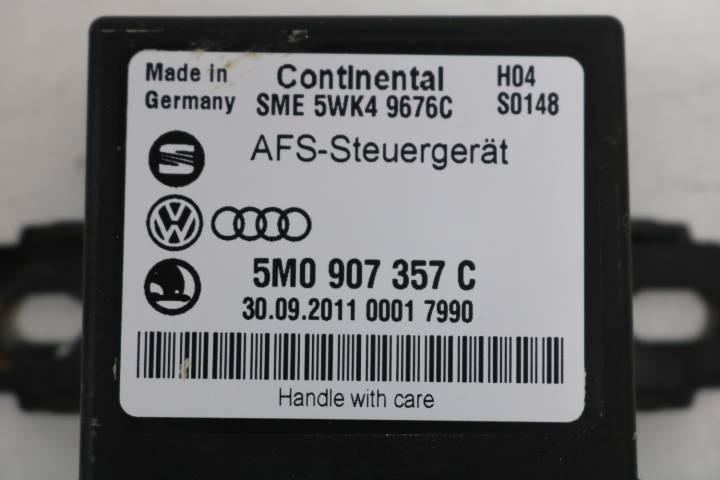 Made in Continental H04
Germany SME 5WK4 9676C S0148
AFS-Steuergerät
5M0 907 357 C
30.09.2011 0001 7990
Handle with care